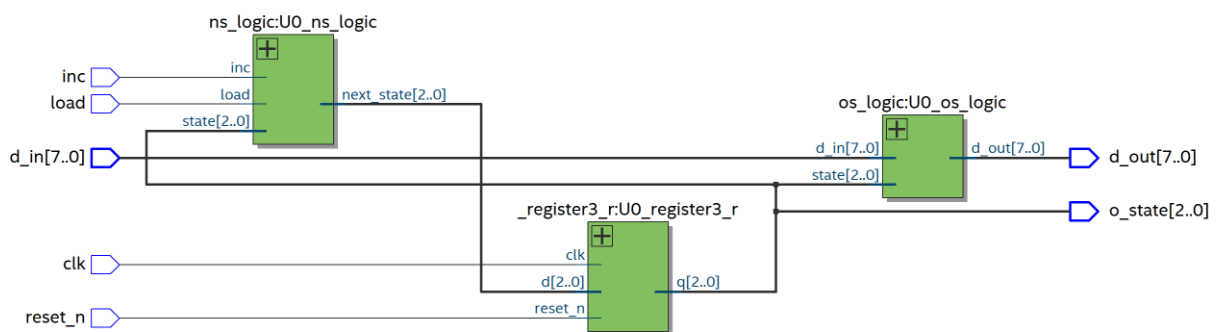 ns_logic:U0_ns_logic
inc
inc
load
load
next_state[2..0]
state[2..0]
os_logic:U0_os_logic
d_in[7..0]
d_in[7..0]
d_out[7..0]
d_out[7..0]
state[2..0]
_register3_r:U0_register3_r
o_state[2..0]
clk
clk
d[2..0]
q[2..0]
reset_n
reset_n